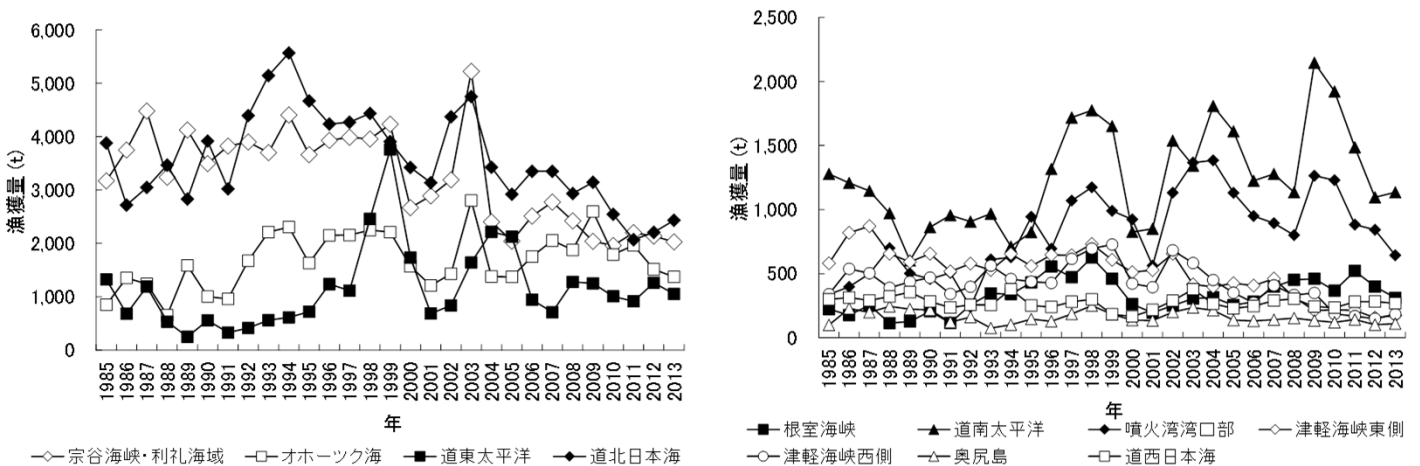 漁獲量(t)
6,000
5,000
4,000
3,000
2,000
1,000
0
1985 1986 1987 1988 1989 1990 1991 1992 1993 1994 1995 1996 1997 1998 1999 2000 2001 2002 2003 2004 2005 2006 2007 2008 2009 2010 2011 2012 2013
年
宗谷海峡・利礼海域 オホーツク海 道東太平洋 道北日本海
漁獲量(t)
2,500
2,000
1,500
1,000
500
0
1985 1986 1987 1988 1989 1990 1991 1992 1993 1994 1995 1996 1997 1998 1999 2000 2001 2002 2003 2004 2005 2006 2007 2008 2009 2010 2011 2012 2013
年
根室海峡 道南太平洋 噴火湾湾口部 津軽海峡東側
津軽海峡西側 奥尻島 道西日本海